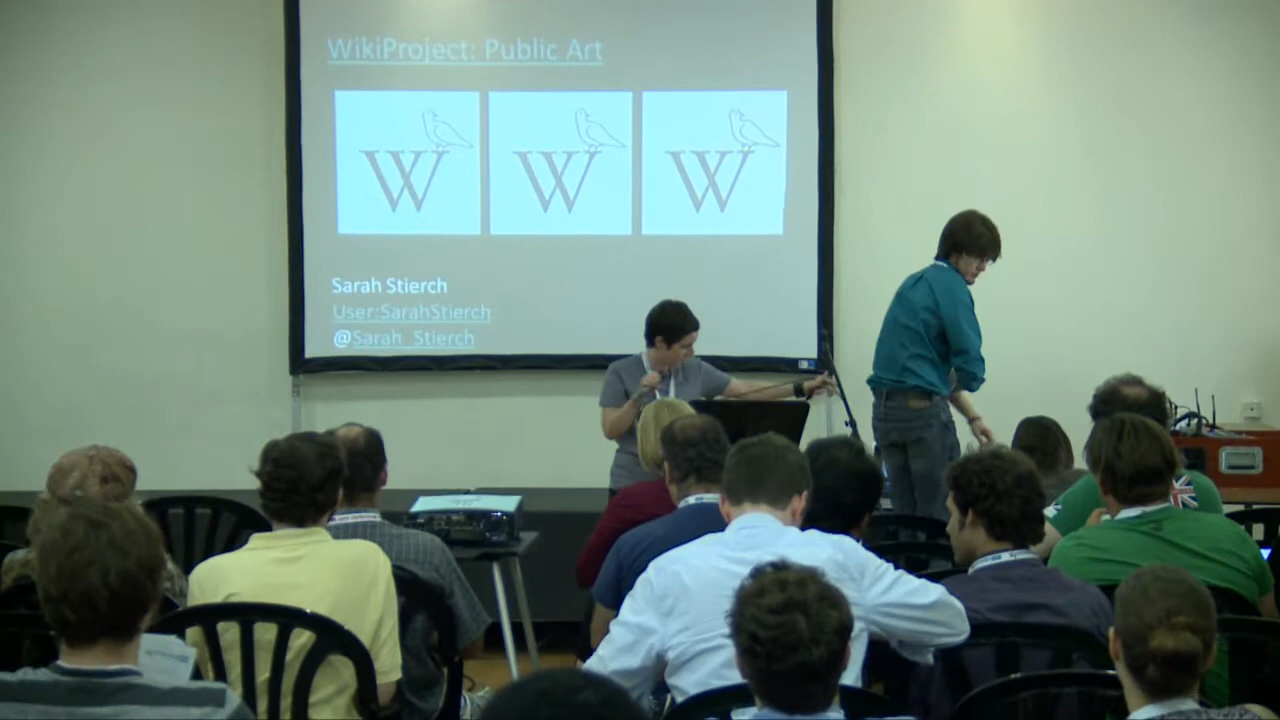 WikiProject: Public Art
W W W
Sarah Stierch
User:SarahStierch
@Sarah_Stierch